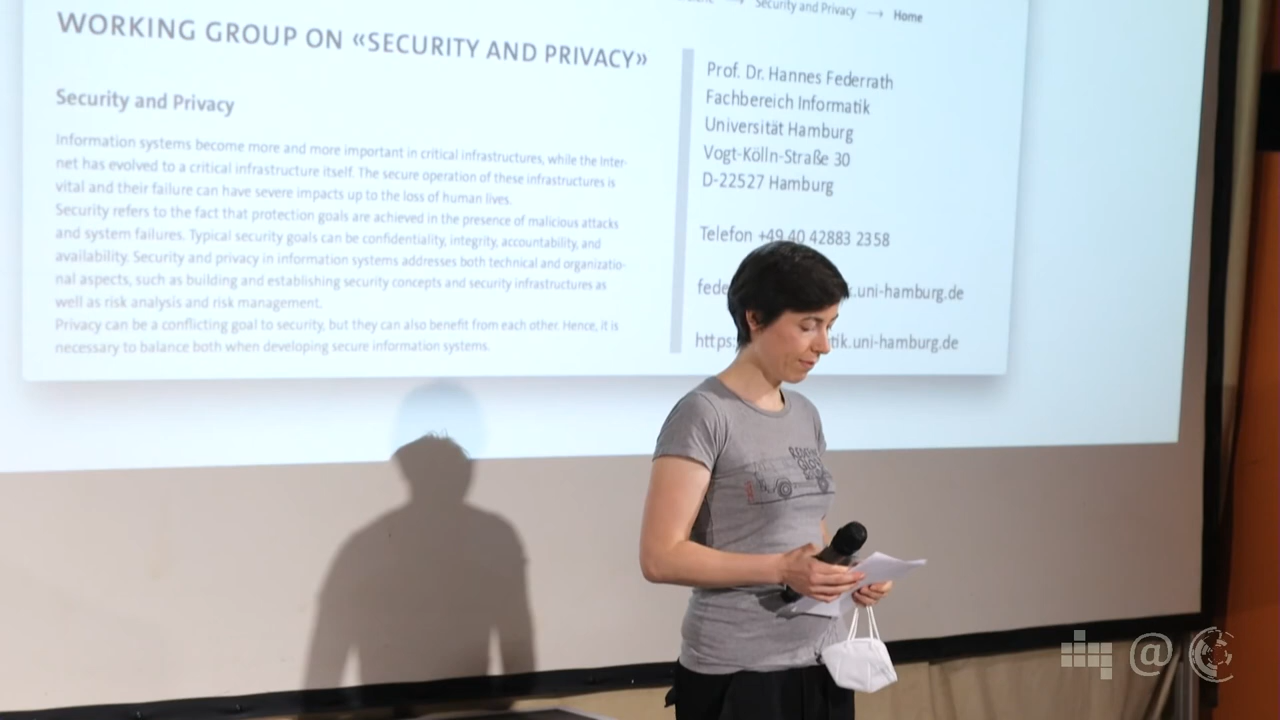 Security and Privacy → Home
WORKING GROUP ON «SECURITY AND PRIVACY»
Security and Privacy
Information systems become more and more important in critical infrastructures, while the Inter-
net has evolved to a critical infrastructure itself. The secure operation of these infrastructures is
vital and their failure can have severe impacts up to the loss of human lives.
Security refers to the fact that protection goals are achieved in the presence of malicious attacks
and system failures. Typical security goals can be confidentiality, integrity, accountability, and
availability. Security and privacy in information systems addresses both technical and organizatio-
nal aspects, such as building and establishing security concepts and security infrastructures as
well as risk analysis and risk management.
Privacy can be a conflicting goal to security, but they can also benefit from each other. Hence, it is
necessary to balance both when developing secure information systems.
Prof. Dr. Hannes Federrath
Fachbereich Informatik
Universität Hamburg
Vogt-Kölln-Straße 30
D-22527 Hamburg
Telefon +49 40 42883 2358
fede .uni-hamburg.de
https: tik.uni-hamburg.de
@